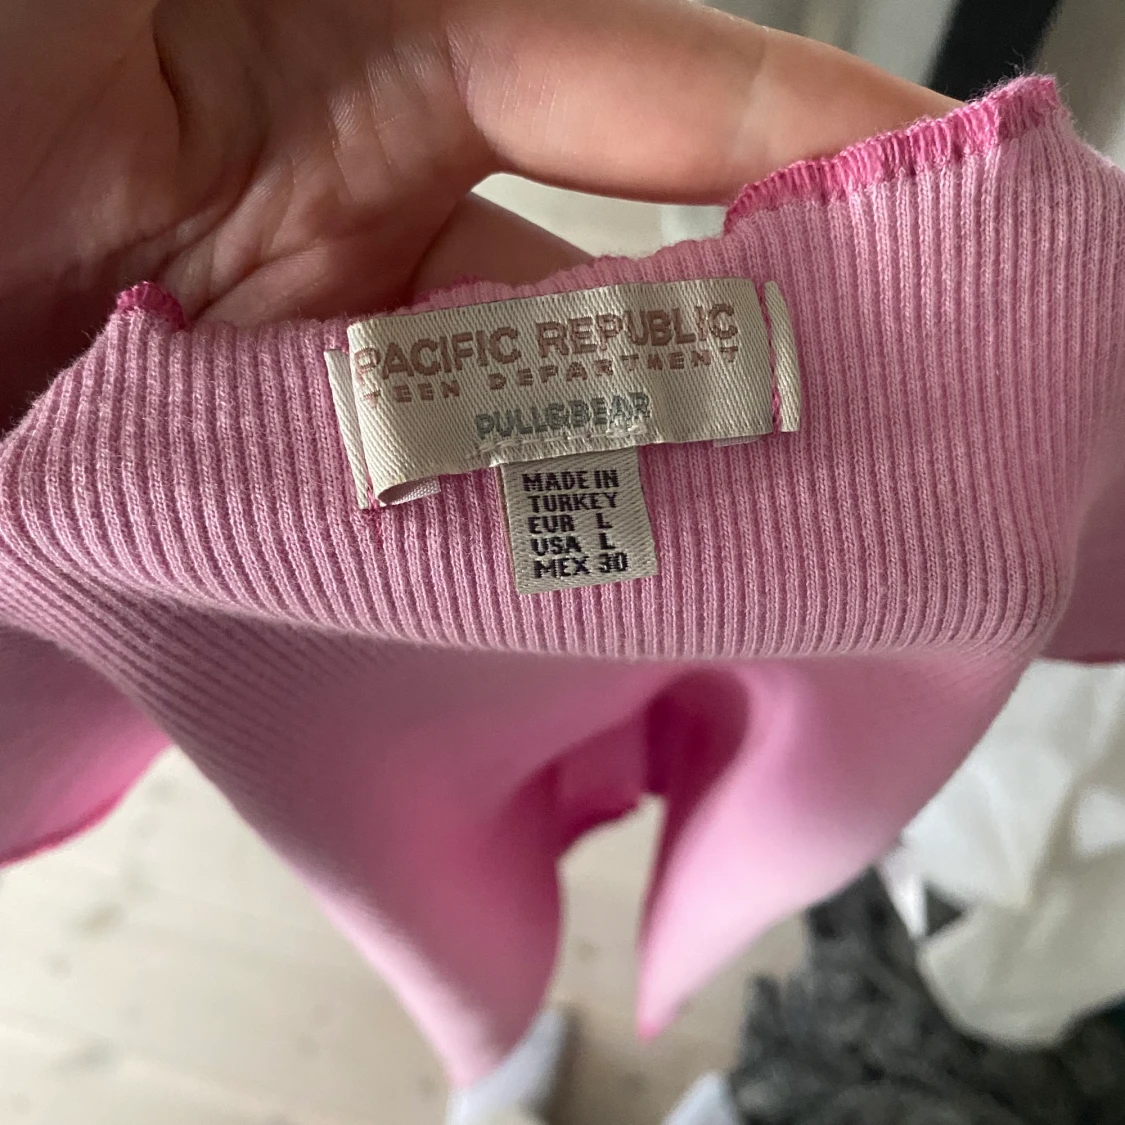 PACIFIC REPUBLIC
TEEN DEPARTMENT
PULL&BEAR
MADE IN
TURKEY
EUR L
USA L
MEX 30